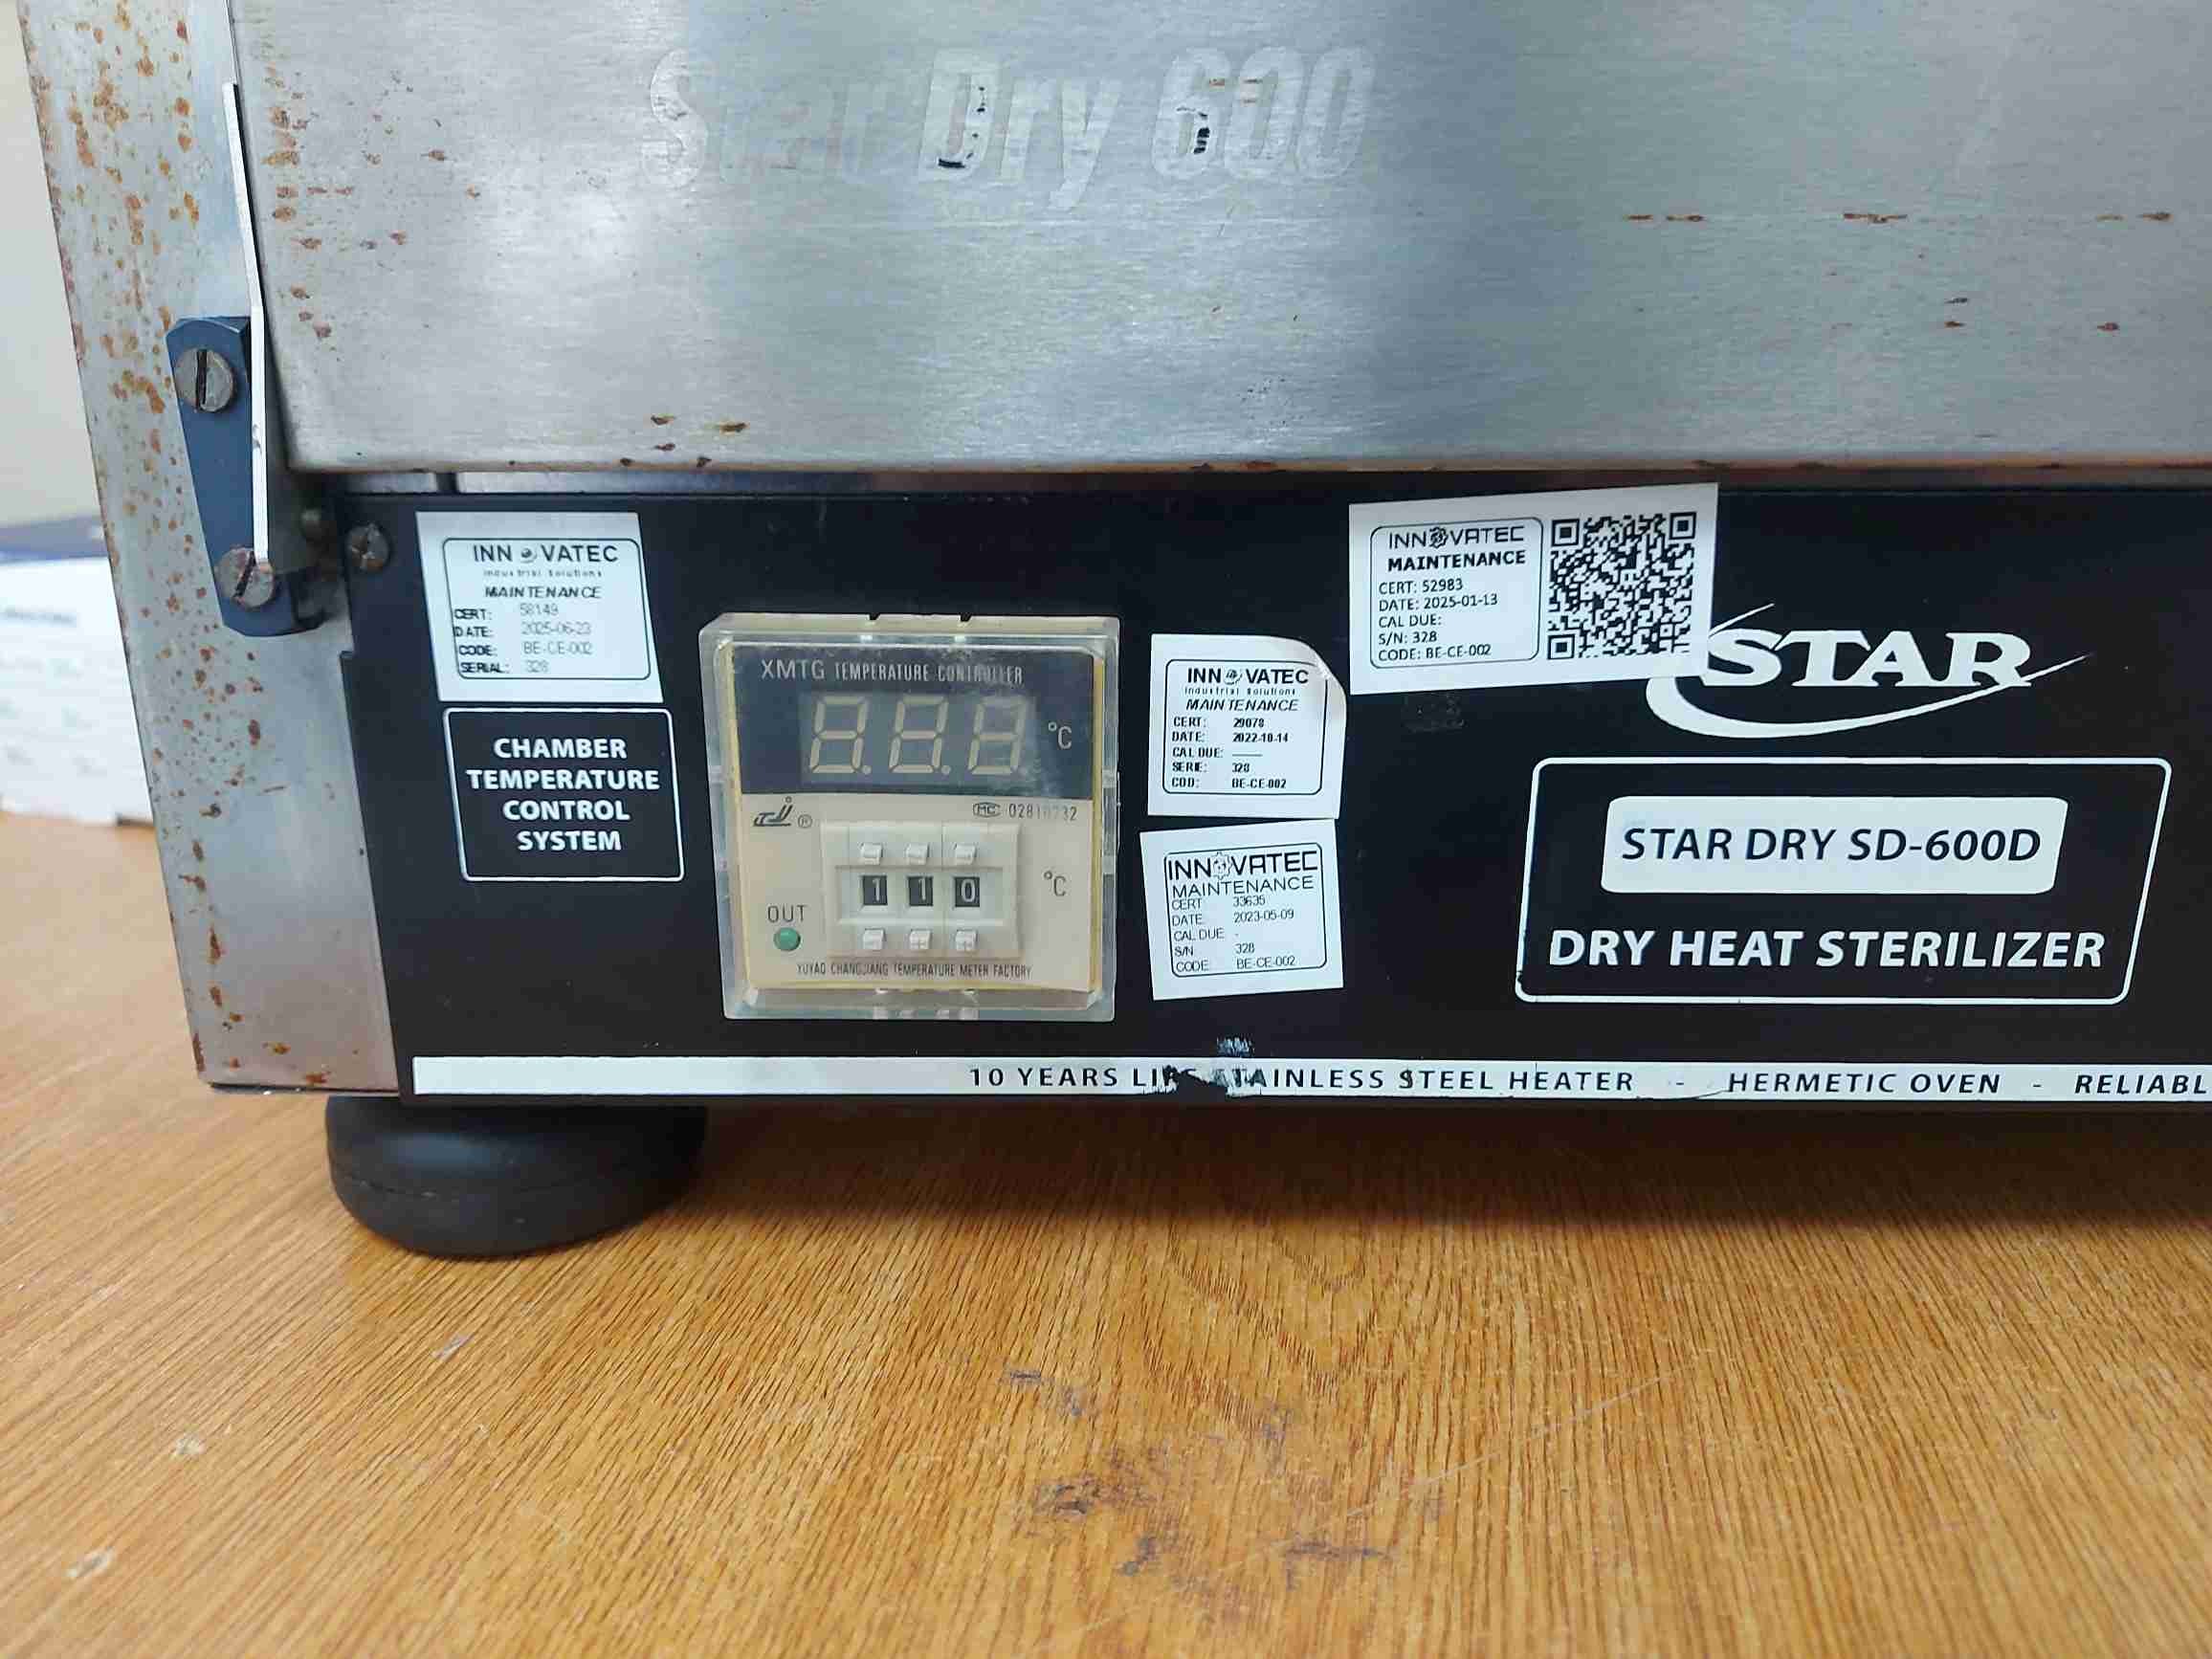 Star Dry 600
INNOVATEC
Industrial Solutions
MAINTENANCE
CERT: 58149
DATE: 2025-06-23
CODE: BE-CE-002
SERIAL: 328
CHAMBER
TEMPERATURE
CONTROL
SYSTEM
XMTG TEMPERATURE CONTROLLER
°C
® MC
110 °C
OUT
YUYAO CHANGJIANG TEMPERATURE METER FACTORY
INNOVATEC
Industrial Solutions
MAINTENANCE
CERT: 29078
DATE: 2022-10-14
CAL DUE: ——
SERIE: 328
COD: BE-CE-002
INNOVATEC
MAINTENANCE
CERT 33635
DATE 2023-05-09
CAL DUE -
S/N 328
CODE: BE-CE-002
INNOVATEC
MAINTENANCE
CERT: 52983
DATE: 2025-01-13
CAL DUE:
S/N: 328
CODE: BE-CE-002
STAR
STAR DRY SD-600D
DRY HEAT STERILIZER
10 YEARS LIFE STAINLESS STEEL HEATER - HERMETIC OVEN - RELIABL